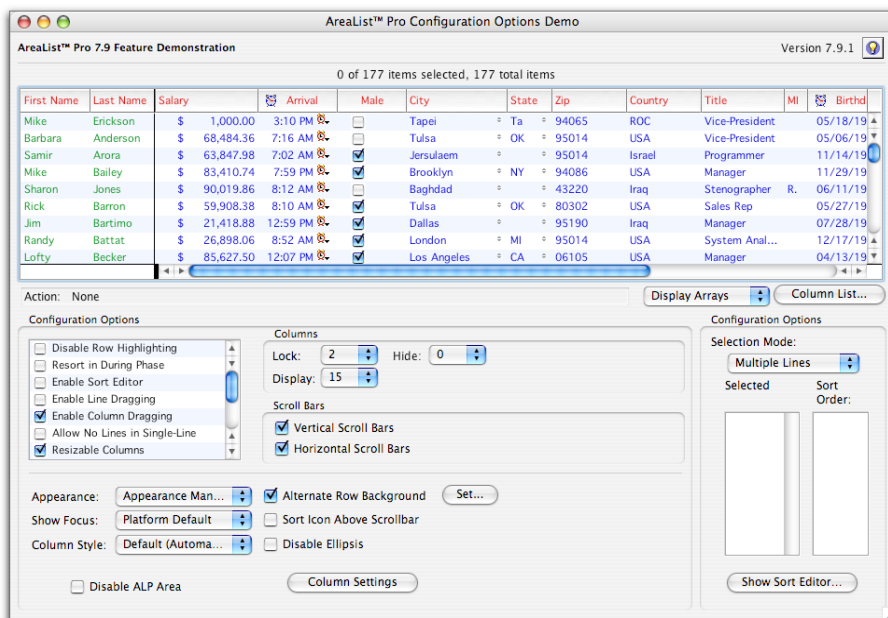 AreaList™ Pro Configuration Options Demo
AreaList™ Pro 7.9 Feature Demonstration Version 7.9.1
0 of 177 items selected, 177 total items
First Name Last Name Salary Arrival Male City State Zip Country Title MI Birthd
Mike Erickson $ 1,000.00 3:10 PM Tapei Ta 94065 ROC Vice-President 05/18/19
Barbara Anderson $ 68,484.36 7:16 AM Tulsa OK 95014 USA Vice-President 05/06/19
Samir Arora $ 63,847.98 7:02 AM Jersulaem 95014 Israel Programmer 11/14/19
Mike Bailey $ 83,410.74 7:59 PM Brooklyn NY 94086 USA Manager 11/29/19
Sharon Jones $ 90,019.86 8:12 AM Baghdad 43220 Iraq Stenographer R. 06/11/19
Rick Barron $ 59,908.38 8:10 AM Tulsa OK 80302 USA Sales Rep 05/27/19
Jim Bartimo $ 21,418.88 12:59 PM Dallas 95190 Iraq Manager 07/28/19
Randy Battat $ 26,898.06 8:52 AM London MI 95014 USA System Anal... 12/17/19
Lofty Becker $ 85,627.50 12:07 PM Los Angeles CA 06105 USA Manager 04/13/19
Action: None Display Arrays Column List...
Configuration Options
Disable Row Highlighting
Resort in During Phase
Enable Sort Editor
Enable Line Dragging
Enable Column Dragging
Allow No Lines in Single-Line
Resizable Columns
Columns
Lock: 2 Hide: 0
Display: 15
Scroll Bars
Vertical Scroll Bars
Horizontal Scroll Bars
Appearance: Appearance Man... Alternate Row Background Set...
Show Focus: Platform Default Sort Icon Above Scrollbar
Column Style: Default (Automa... Disable Ellipsis
Disable ALP Area Column Settings
Configuration Options
Selection Mode:
Multiple Lines
Selected Sort
Order:
Show Sort Editor...